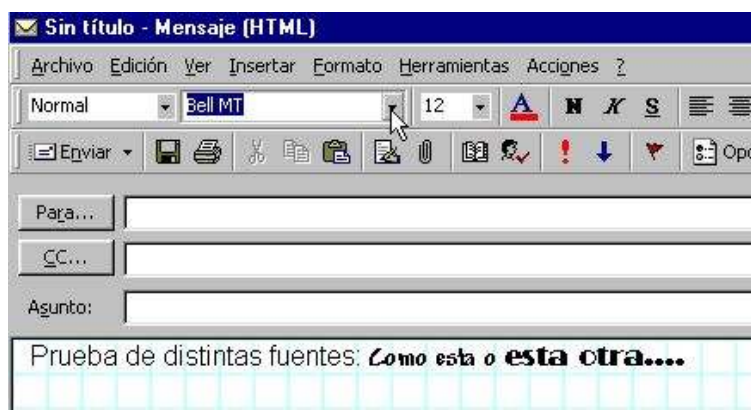 Sin título - Mensaje (HTML)
Archivo Edición Ver Insertar Formato Herramientas Acciones ?
Normal Bell MT 12 A N K S
Enviar Opc
Para...
CC...
Asunto:
Prueba de distintas fuentes: Como esta o esta otra....